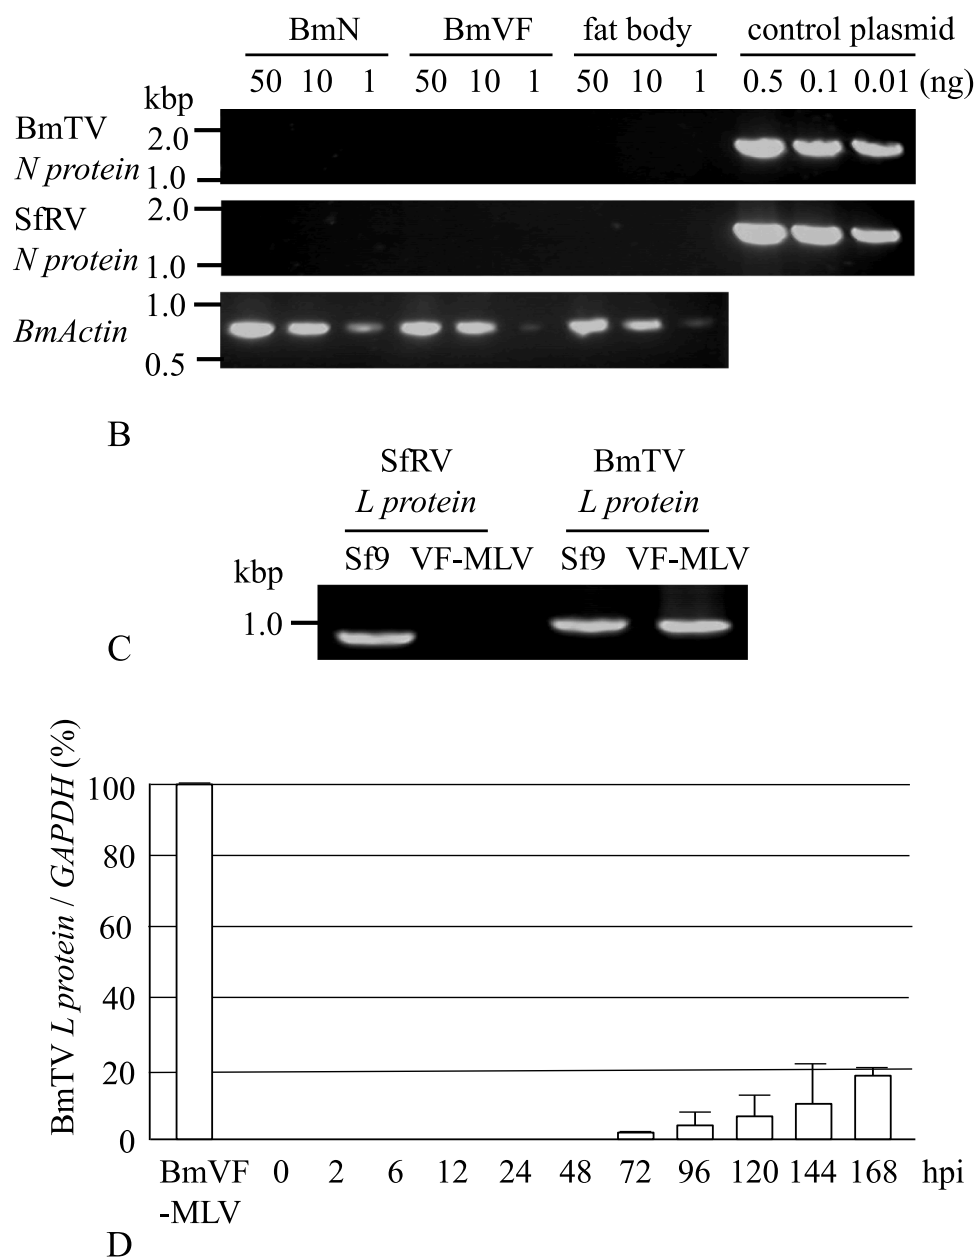 BmN BmVF fat body control plasmid
50 10 1 50 10 1 50 10 1 0.5 0.1 0.01 (ng)
kbp
BmTV 2.0
N protein 1.0
SfRV 2.0
N protein 1.0
BmActin 1.0
0.5
B
SfRV BmTV
L protein L protein
Sf9 VF-MLV Sf9 VF-MLV
kbp
1.0
C
BmTV L protein / GAPDH (%)
100
80
60
40
20
0
BmVF 0 2 6 12 24 48 72 96 120 144 168 hpi
-MLV
D